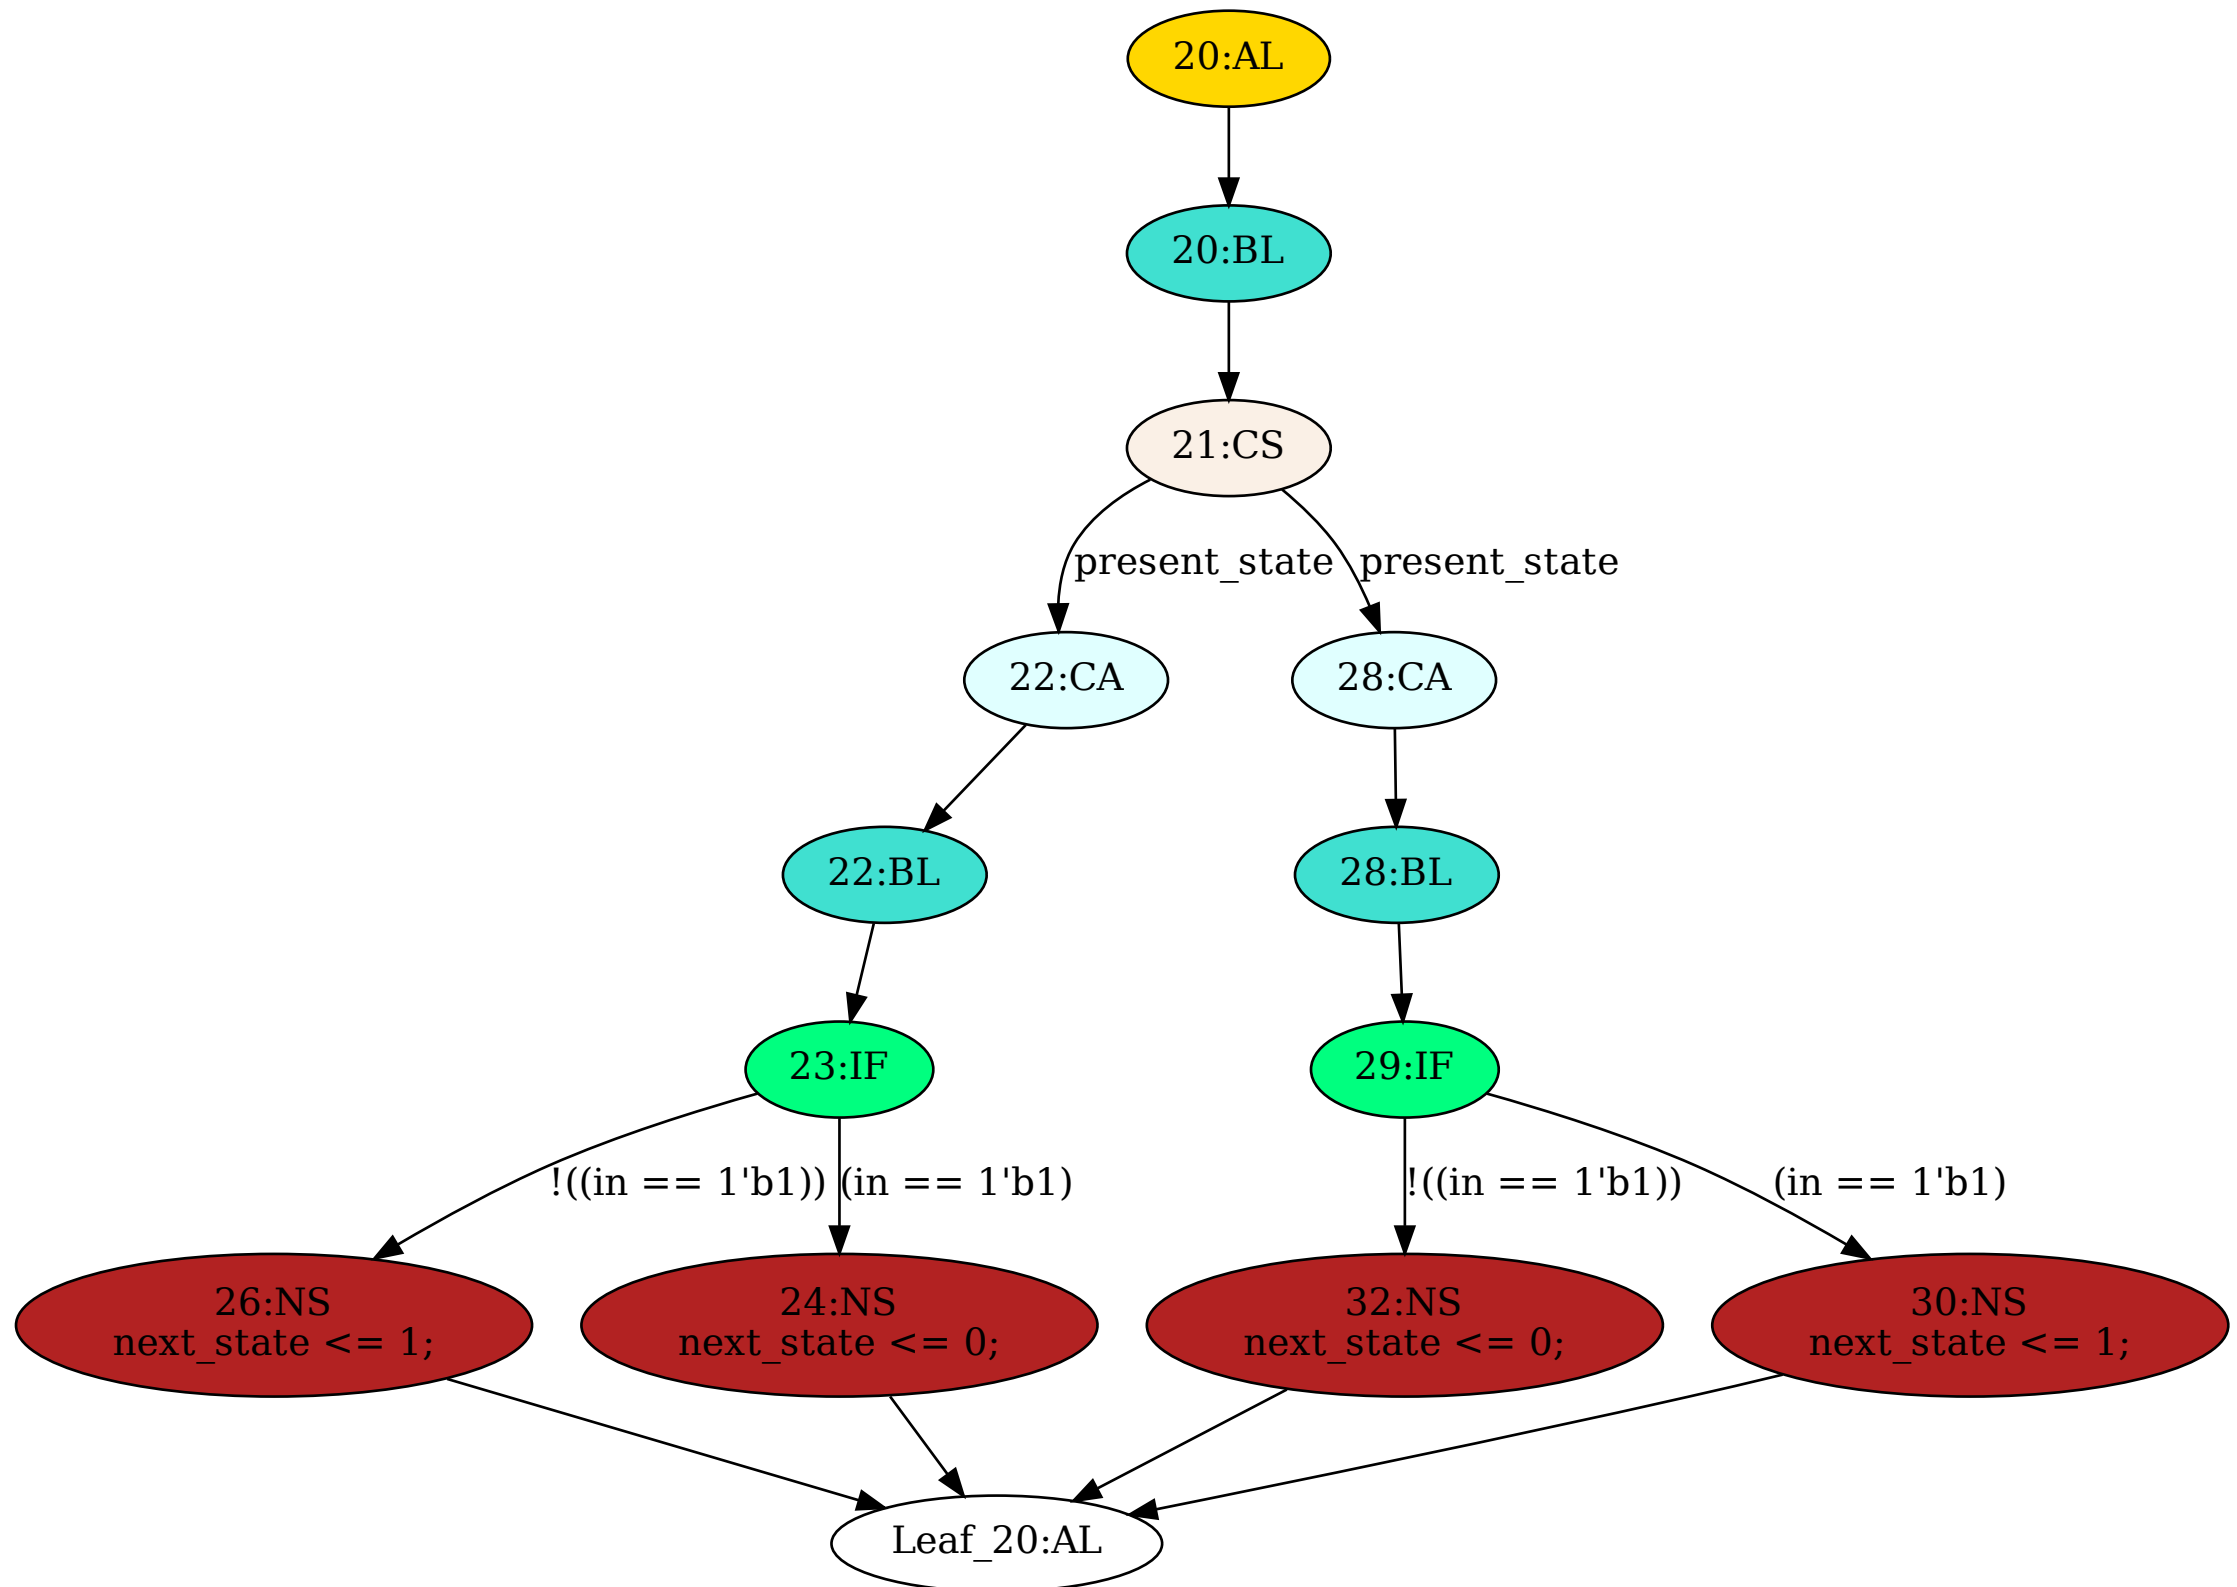 20:AL
20:BL
21:CS
present_state
present_state
22:CA
28:CA
22:BL
28:BL
23:IF
29:IF
!((in == 1'b1))
(in == 1'b1)
!((in == 1'b1))
(in == 1'b1)
26:NS
next_state <= 1;
24:NS
next_state <= 0;
32:NS
next_state <= 0;
30:NS
next_state <= 1;
Leaf_20:AL